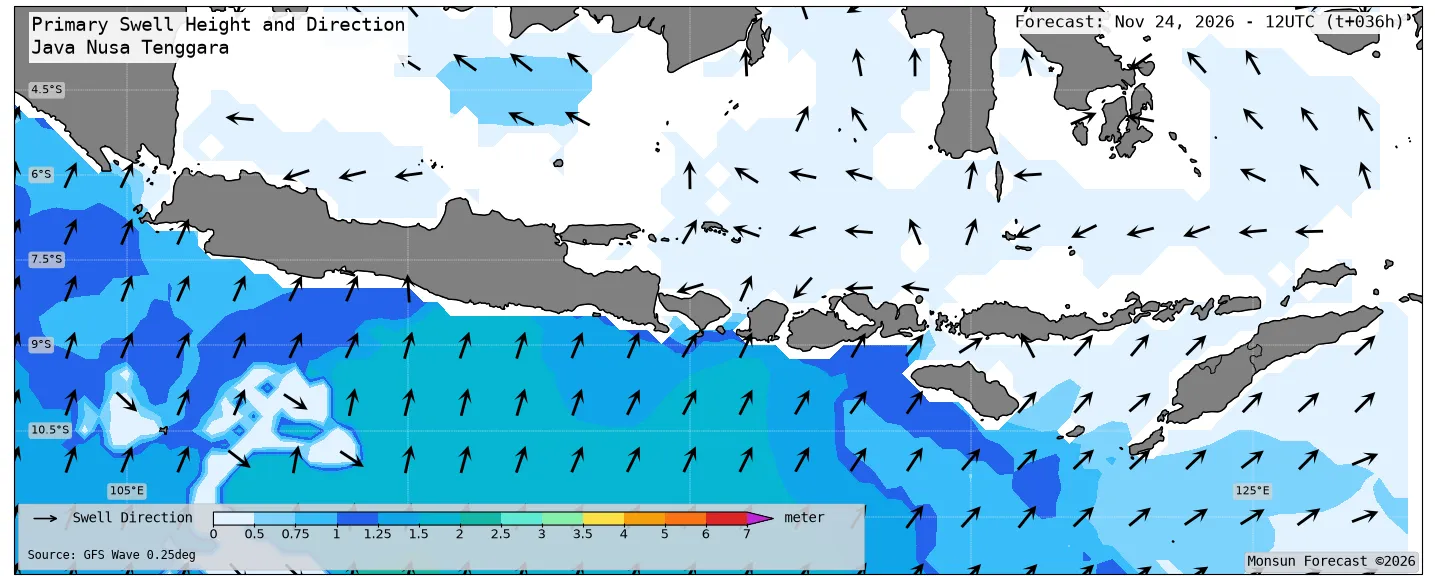 Primary Swell Height and Direction
Java Nusa Tenggara
Forecast: Nov 24, 2026 - 12UTC (t+036h)
4.5°S
6°S
7.5°S
9°S
10.5°S
105°E
125°E
Swell Direction
0 0.5 0.75 1 1.25 1.5 2 2.5 3 3.5 4 5 6 7
meter
Source: GFS Wave 0.25deg
Monsun Forecast ©2026